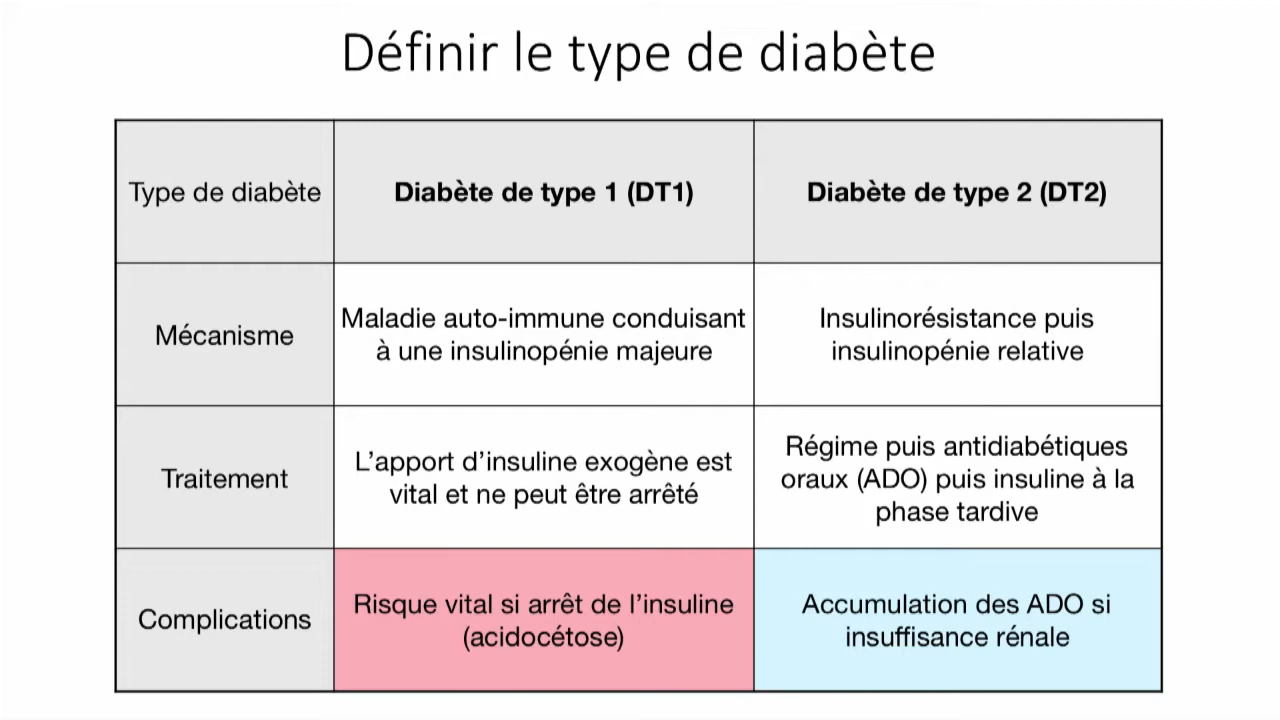 Définir le type de diabète
Type de diabète
Diabète de type 1 (DT1)
Diabète de type 2 (DT2)
Mécanisme
Maladie auto-immune conduisant
à une insulinopénie majeure
Insulinorésistance puis
insulinopénie relative
Traitement
L’apport d’insuline exogène est
vital et ne peut être arrêté
Régime puis antidiabétiques
oraux (ADO) puis insuline à la
phase tardive
Complications
Risque vital si arrêt de l’insuline
(acidocétose)
Accumulation des ADO si
insuffisance rénale